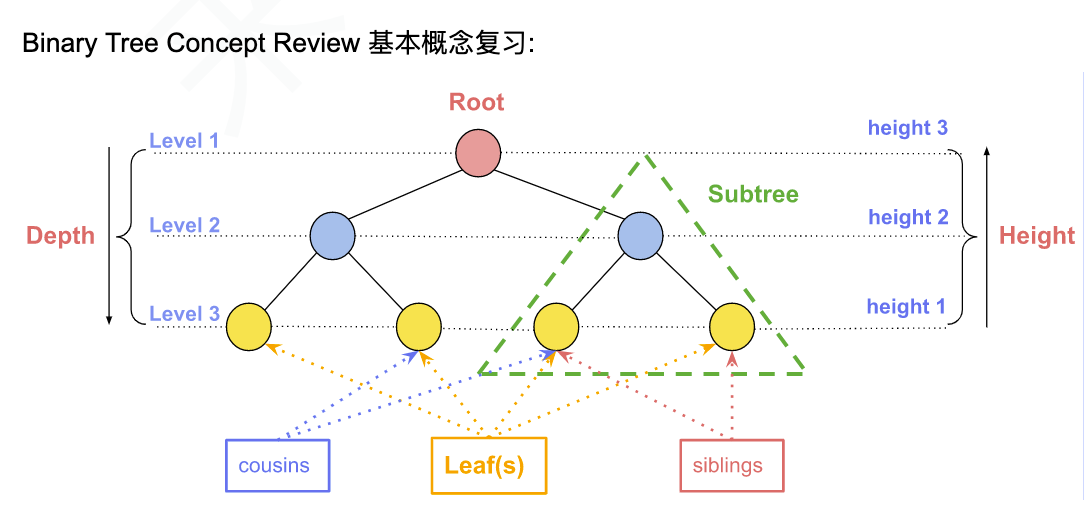 Binary Tree Concept Review 基本概念复习:
Root
Level 1
height 3
Subtree
Level 2
height 2
Depth
Height
Level 3
height 1
cousins
Leaf(s)
siblings